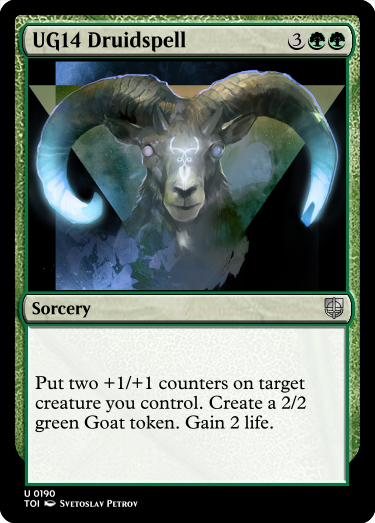 UG14 Druidspell 3
Sorcery
Put two +1/+1 counters on target
creature you control. Create a 2/2
green Goat token. Gain 2 life.
U 0190
TOI Svetoslav Petrov